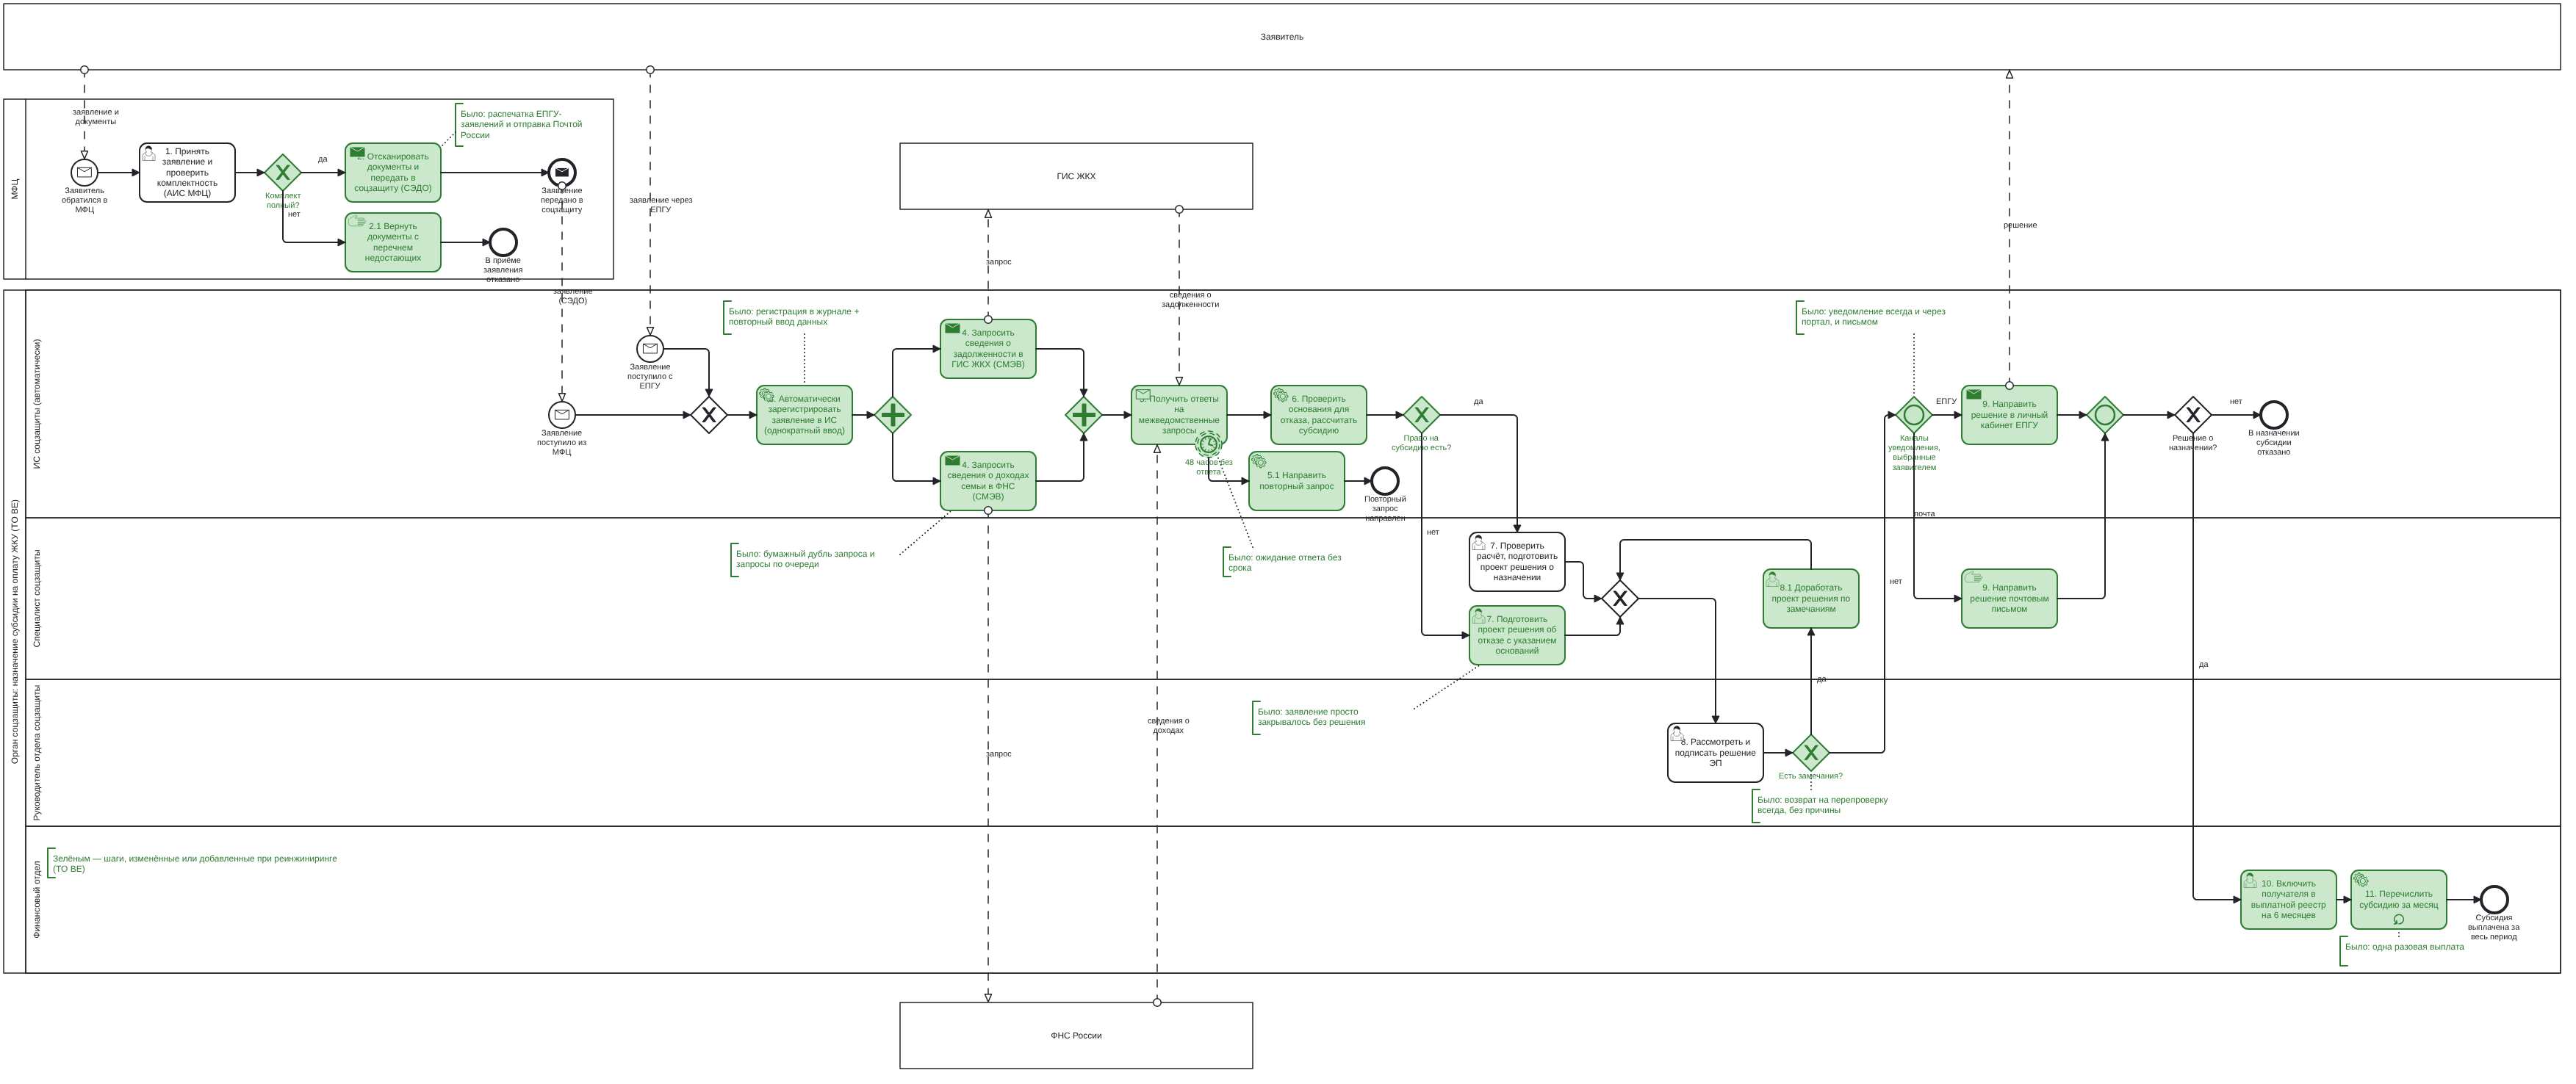 Заявитель
МФЦ
заявление и
документы
Заявитель
обратился в
МФЦ
1. Принять
заявление и
проверить
комплектность
(АИС МФЦ)
Комплект
полный?
да
нет
2. Отсканировать
документы и
передать в
соцзащиту (СЭДО)
Было: распечатка ЕПГУ-
заявлений и отправка Почтой
России
2.1 Вернуть
документы с
перечнем
недостающих
Заявление
передано в
соцзащиту
В приёме
заявления
отказано
заявление через
ЕПГУ
ГИС ЖКХ
запрос
сведения о
задолженности
решение
заявление
(СЭДО)
Орган соцзащиты: назначение субсидии на оплату ЖКУ (TO BE)
ИС соцзащиты (автоматически)
Заявление
поступило с
ЕПГУ
Заявление
поступило из
МФЦ
Было: регистрация в журнале +
повторный ввод данных
3. Автоматически
зарегистрировать
заявление в ИС
(однократный ввод)
4. Запросить
сведения о
задолженности в
ГИС ЖКХ (СМЭВ)
4. Запросить
сведения о доходах
семьи в ФНС
(СМЭВ)
5. Получить ответы
на
межведомственные
запросы
48 часов без
ответа
6. Проверить
основания для
отказа, рассчитать
субсидию
5.1 Направить
повторный запрос
Повторный
запрос
направлен
Право на
субсидию есть?
да
нет
Было: уведомление всегда и через
портал, и письмом
Каналы
уведомления,
выбранные
заявителем
ЕПГУ
почта
9. Направить
решение в личный
кабинет ЕПГУ
Решение о
назначении?
нет
да
В назначении
субсидии
отказано
Специалист соцзащиты
Было: бумажный дубль запроса и
запросы по очереди
Было: ожидание ответа без
срока
7. Проверить
расчёт, подготовить
проект решения о
назначении
7. Подготовить
проект решения об
отказе с указанием
оснований
8.1 Доработать
проект решения по
замечаниям
нет
9. Направить
решение почтовым
письмом
Руководитель отдела соцзащиты
сведения о
доходах
запрос
Было: заявление просто
закрывалось без решения
8. Рассмотреть и
подписать решение
ЭП
да
Есть замечания?
Было: возврат на перепроверку
всегда, без причины
Финансовый отдел
Зелёным — шаги, изменённые или добавленные при реинжиниринге
(TO BE)
10. Включить
получателя в
выплатной реестр
на 6 месяцев
11. Перечислить
субсидию за месяц
Было: одна разовая выплата
Субсидия
выплачена за
весь период
ФНС России